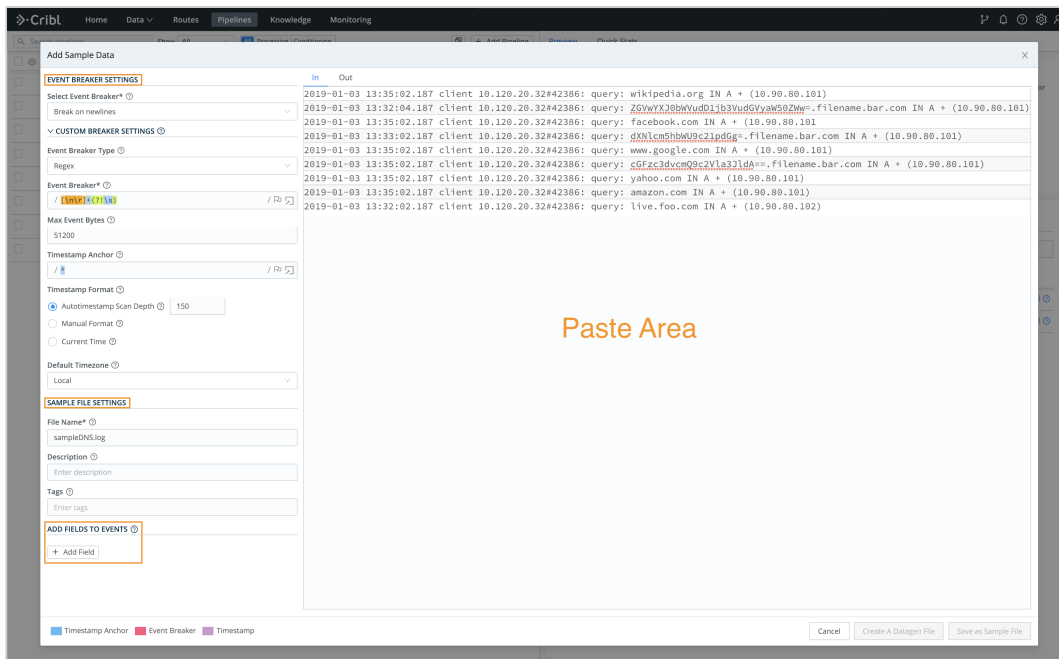 Cribl Home Data Routes Pipelines Knowledge Monitoring
Search pipelines Show All All Processing Conditioning + Add Pipeline Preview Quick Stats
Add Sample Data X
EVENT BREAKER SETTINGS
Select Event Breaker*
Break on newlines
CUSTOM BREAKER SETTINGS
Event Breaker Type
Regex
Event Breaker*
/ [\n\r]+(?!\s) /
Max Event Bytes
51200
Timestamp Anchor
/ ^ /
Timestamp Format
Autotimestamp Scan Depth 150
Manual Format
Current Time
Default Timezone
Local
SAMPLE FILE SETTINGS
File Name*
sampleDNS.log
Description
Enter description
Tags
Enter tags
ADD FIELDS TO EVENTS
+ Add Field
In Out
2019-01-03 13:35:02.187 client 10.120.20.32#42386: query: wikipedia.org IN A + (10.90.80.101)
2019-01-03 13:32:04.187 client 10.120.20.32#42386: query: ZGVwYXJ0bWVudD1jb3VudGVyaW50ZWw=.filename.bar.com IN A + (10.90.80.101)
2019-01-03 13:35:02.187 client 10.120.20.32#42386: query: facebook.com IN A + (10.90.80.101
2019-01-03 13:33:02.187 client 10.120.20.32#42386: query: dXNlcm5hbWU9c21pdGg=.filename.bar.com IN A + (10.90.80.101)
2019-01-03 13:35:02.187 client 10.120.20.32#42386: query: www.google.com IN A + (10.90.80.101)
2019-01-03 13:35:02.187 client 10.120.20.32#42386: query: cGFzc3dvcmQ9c2Vla3JldA==.filename.bar.com IN A + (10.90.80.101)
2019-01-03 13:35:02.187 client 10.120.20.32#42386: query: yahoo.com IN A + (10.90.80.101)
2019-01-03 13:35:02.187 client 10.120.20.32#42386: query: amazon.com IN A + (10.90.80.101)
2019-01-03 13:32:02.187 client 10.120.20.32#42386: query: live.foo.com IN A + (10.90.80.102)
Paste Area
Timestamp Anchor Event Breaker Timestamp Cancel Create A Datagen File Save as Sample File